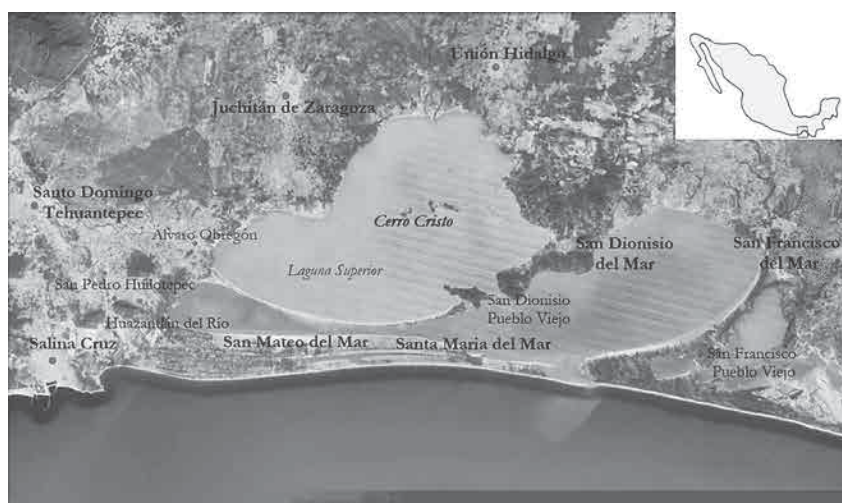 Unión Hidalgo
Juchitán de Zaragoza
Santo Domingo
Tehuantepec
Cerro Cristo
Alvaro Obregón
San Dionisio
del Mar
San Francisco
del Mar
Laguna Superior
San Pedro Huilotepec
San Dionisio
Pueblo Viejo
Huazantlán del Río
Salina Cruz
San Mateo del Mar
Santa Maria del Mar
San Francisco
Pueblo Viejo